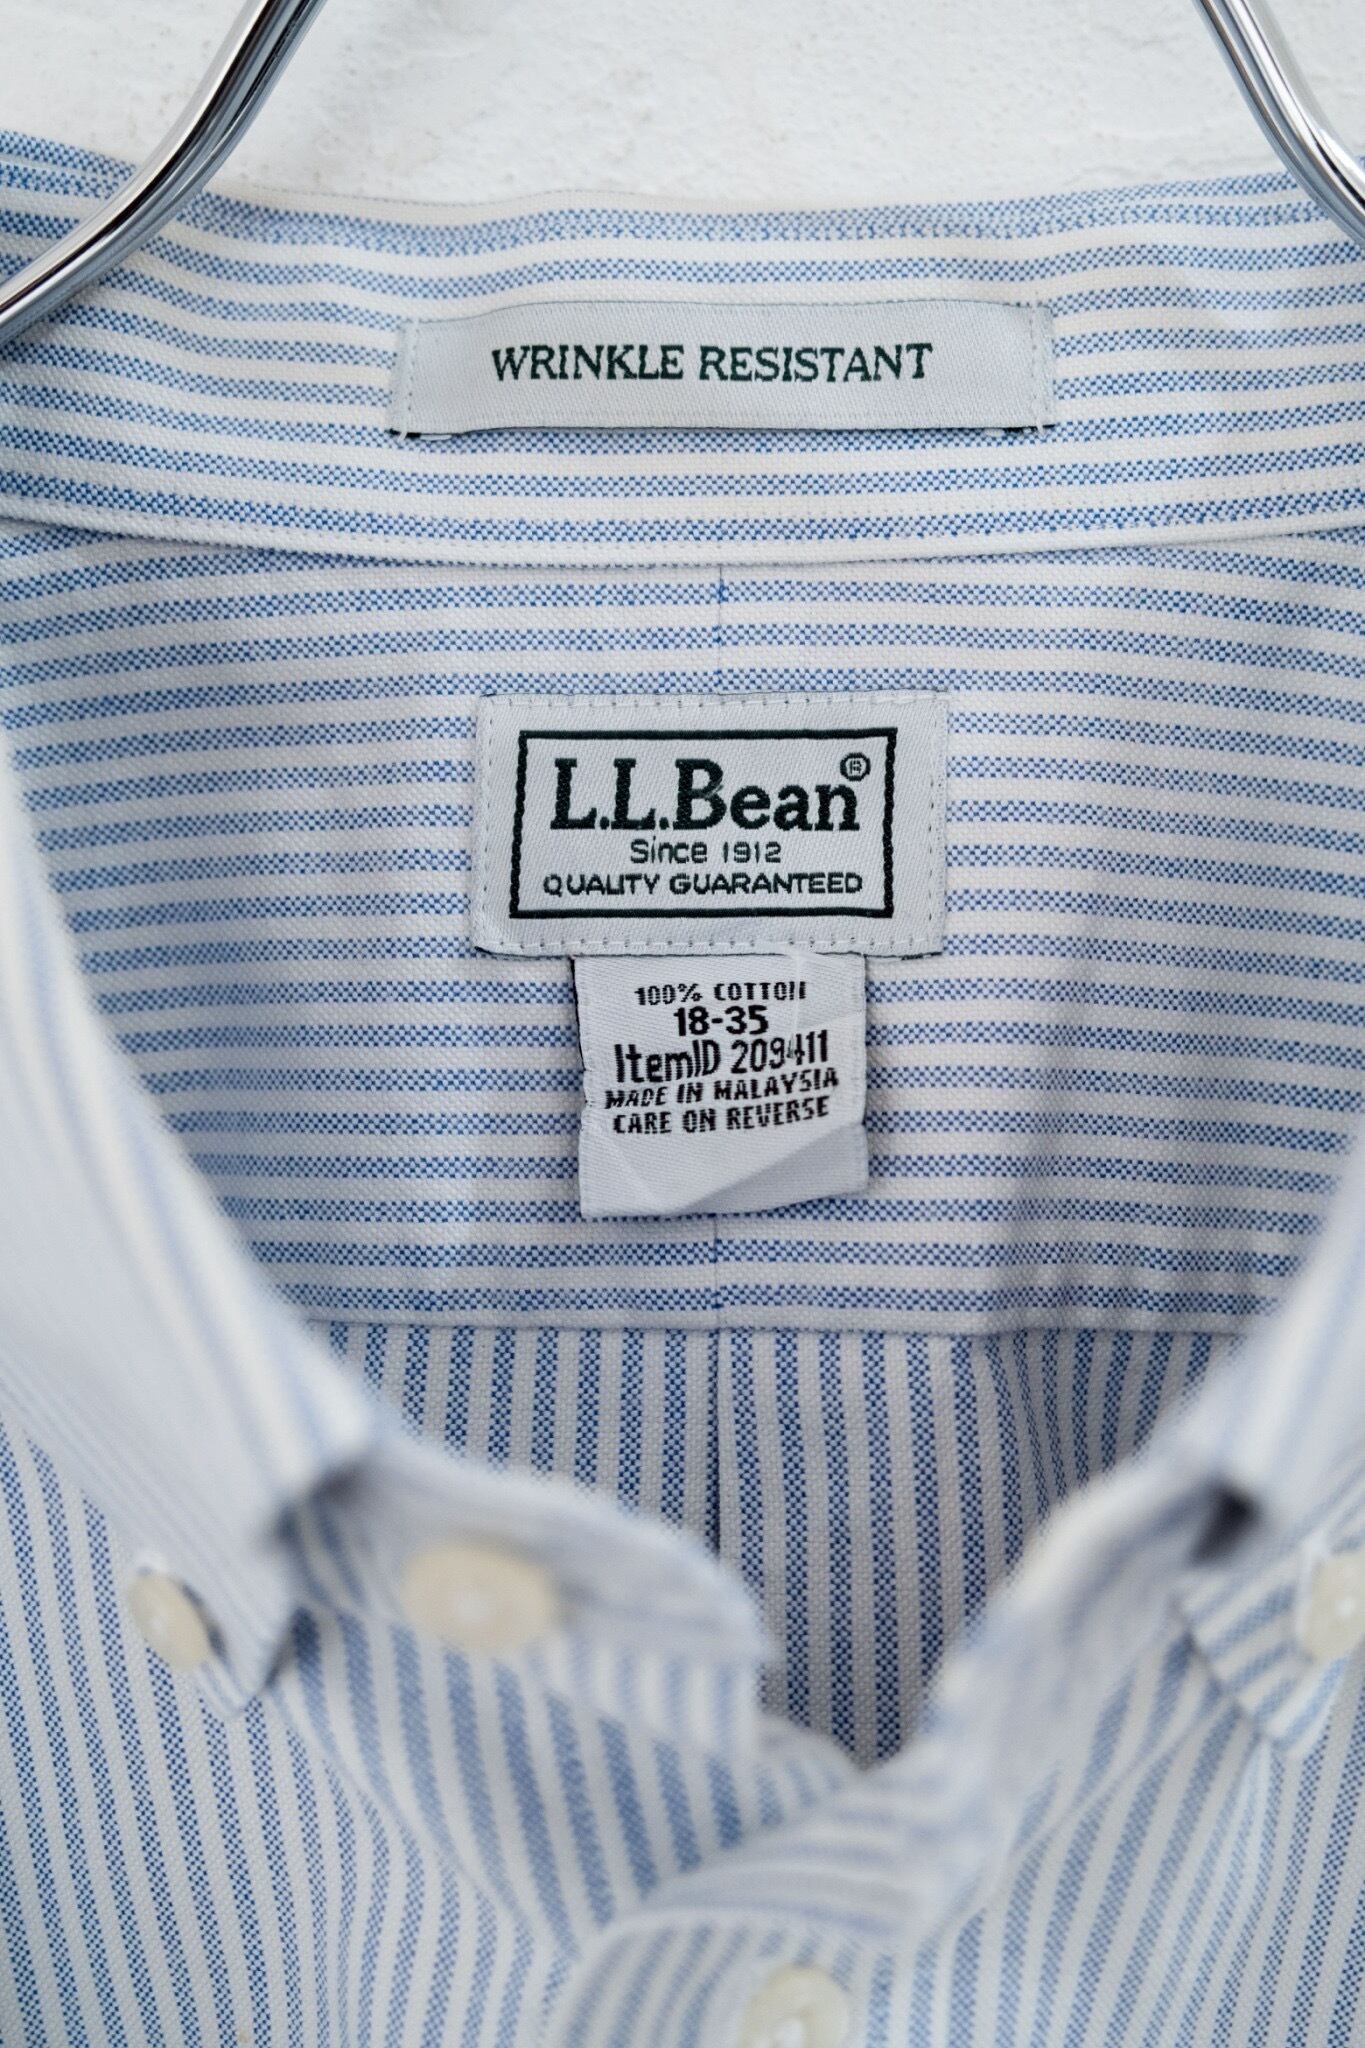 WRINKLE RESISTANT
L.L.Bean®
Since 1912
QUALITY GUARANTEED
100% COTTON
18-35
ItemID 209411
MADE IN MALAYSIA
CARE ON REVERSE